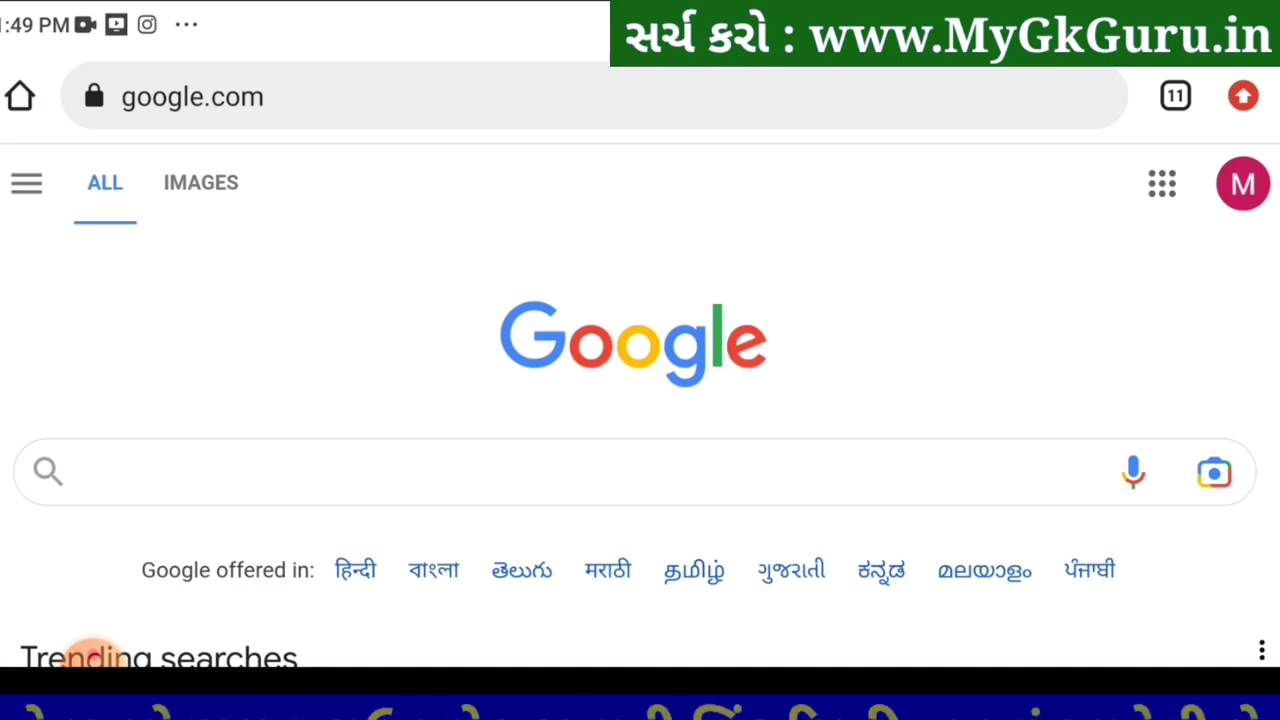 :49 PM
સર્ચ કરો : www.MyGkGuru.in
google.com
11
ALL IMAGES
M
Google
Google offered in: हिन्दी বাংলা తెలుగు मराठी தமிழ் ગુજરાતી ಕನ್ನಡ മലയാളം ਪੰਜਾਬੀ
Trending searches